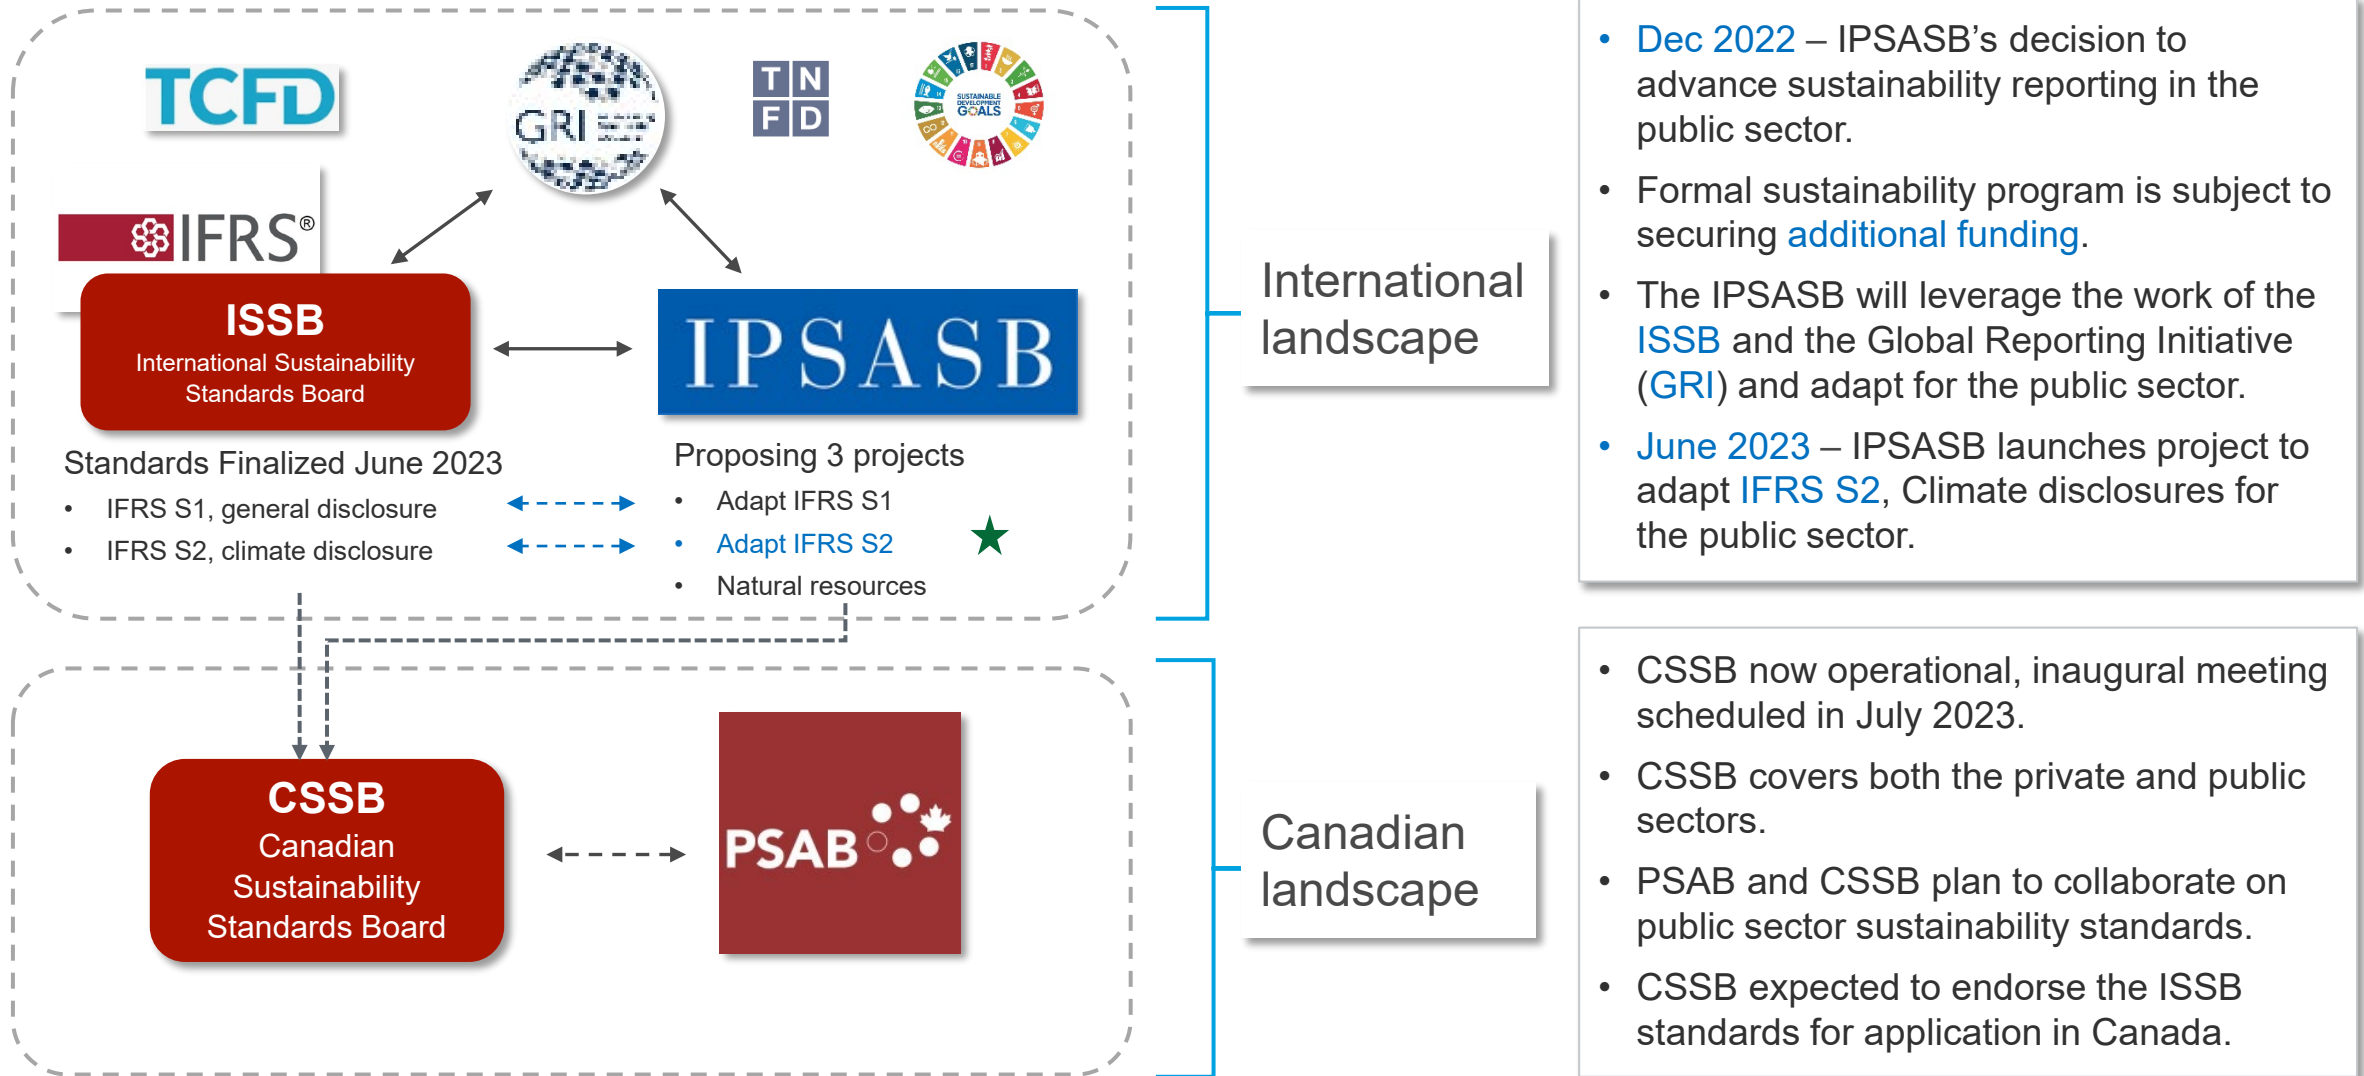 TCFD
GRI
T N
F D
SUSTAINABLE
DEVELOPMENT
GOALS
IFRS®
ISSB
International Sustainability
Standards Board
IPSASB
Standards Finalized June 2023
• IFRS S1, general disclosure
• IFRS S2, climate disclosure
Proposing 3 projects
• Adapt IFRS S1
• Adapt IFRS S2
• Natural resources
International
landscape
• Dec 2022 – IPSASB’s decision to
advance sustainability reporting in the
public sector.
• Formal sustainability program is subject to
securing additional funding.
• The IPSASB will leverage the work of the
ISSB and the Global Reporting Initiative
(GRI) and adapt for the public sector.
• June 2023 – IPSASB launches project to
adapt IFRS S2, Climate disclosures for
the public sector.
CSSB
Canadian
Sustainability
Standards Board
PSAB
Canadian
landscape
• CSSB now operational, inaugural meeting
scheduled in July 2023.
• CSSB covers both the private and public
sectors.
• PSAB and CSSB plan to collaborate on
public sector sustainability standards.
• CSSB expected to endorse the ISSB
standards for application in Canada.